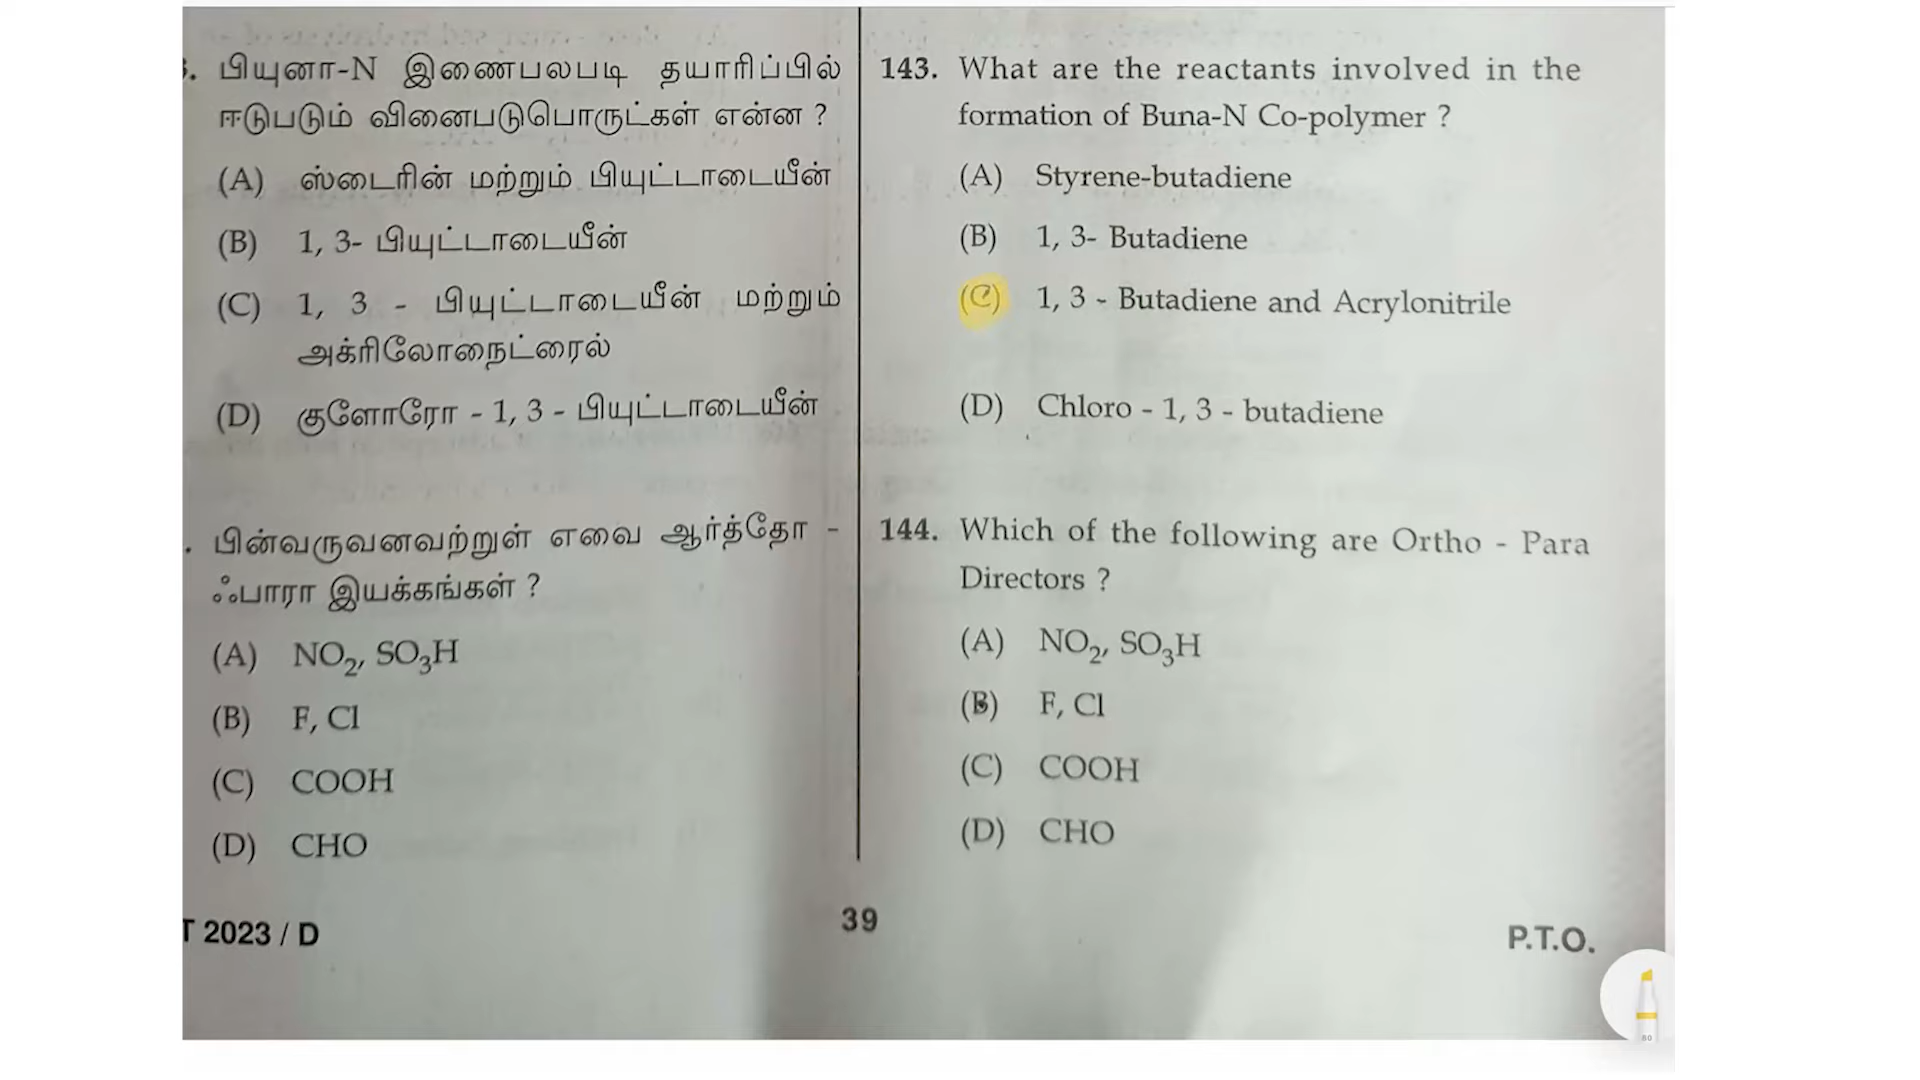 3. பியுனா-N இணைபலபடி தயாரிப்பில்
ஈடுபடும் வினைபடுபொருட்கள் என்ன ?
(A) ஸ்டைரின் மற்றும் பியுட்டாடையீன்
(B) 1, 3- பியுட்டாடையீன்
(C) 1, 3 - பியுட்டாடையீன் மற்றும்
அக்ரிலோநைட்ரைல்
(D) குளோரோ - 1, 3 - பியுட்டாடையீன்
. பின்வருவனவற்றுள் எவை ஆர்த்தோ -
ஃபாரா இயக்கங்கள் ?
(A) NO2, SO3H
(B) F, Cl
(C) COOH
(D) CHO
143. What are the reactants involved in the
formation of Buna-N Co-polymer ?
(A) Styrene-butadiene
(B) 1, 3- Butadiene
(C) 1, 3 - Butadiene and Acrylonitrile
(D) Chloro - 1, 3 - butadiene
144. Which of the following are Ortho - Para
Directors ?
(A) NO2, SO3H
(B) F, Cl
(C) COOH
(D) CHO
T 2023 / D
39
P.T.O.
80